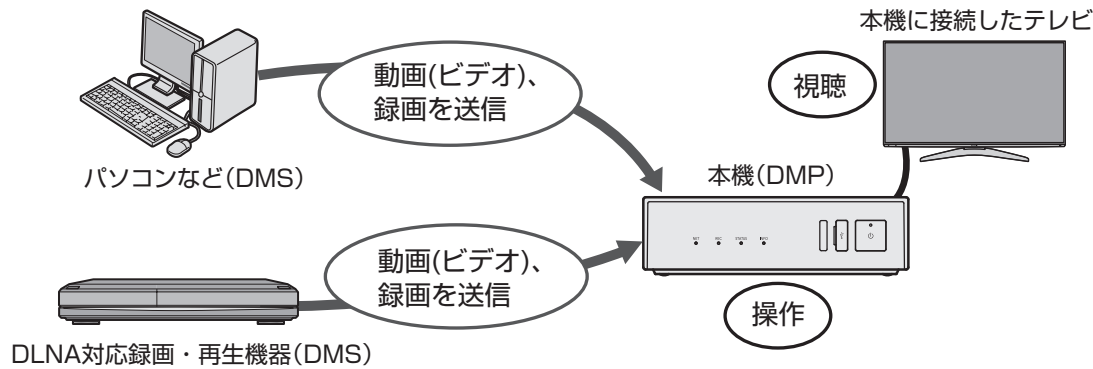 本機に接続したテレビ
動画(ビデオ)、
録画を送信
視聴
パソコンなど(DMS)
本機(DMP)
動画(ビデオ)、
録画を送信
操作
DLNA対応録画・再生機器(DMS)